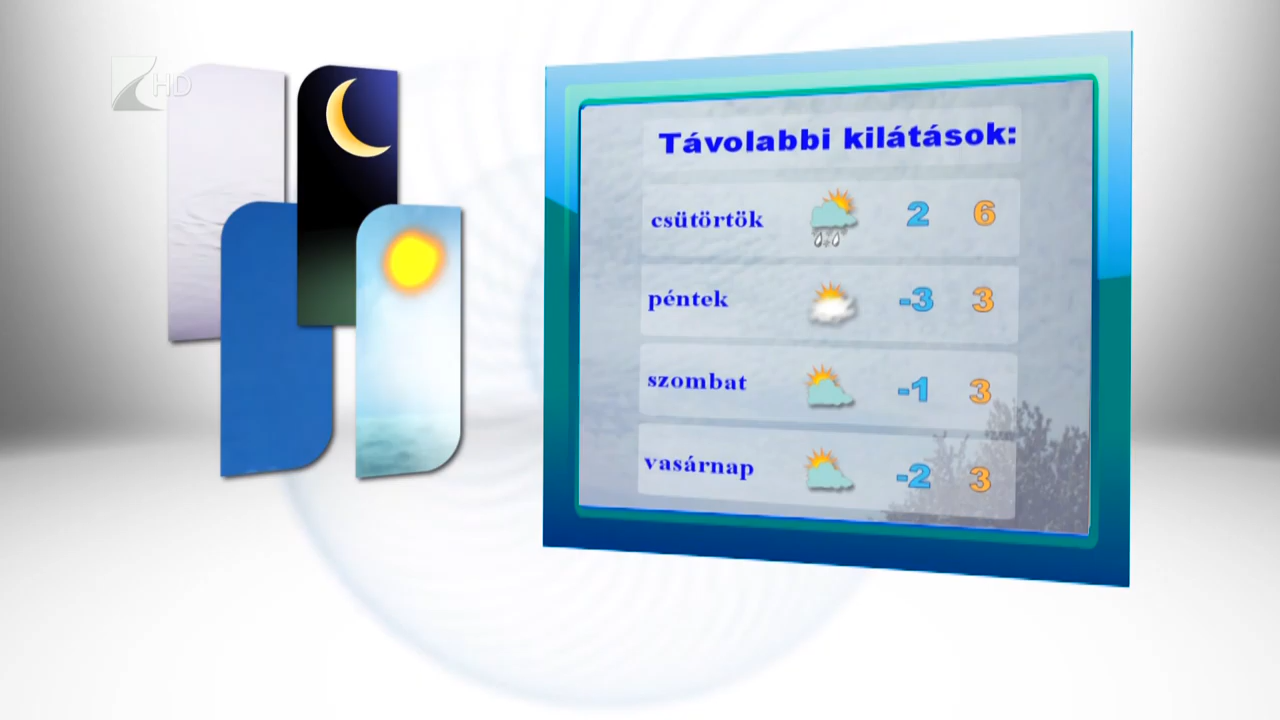 HD
Távolabbi kilátások:
csütörtök 2 6
péntek -3 3
szombat -1 3
vasárnap -2 3